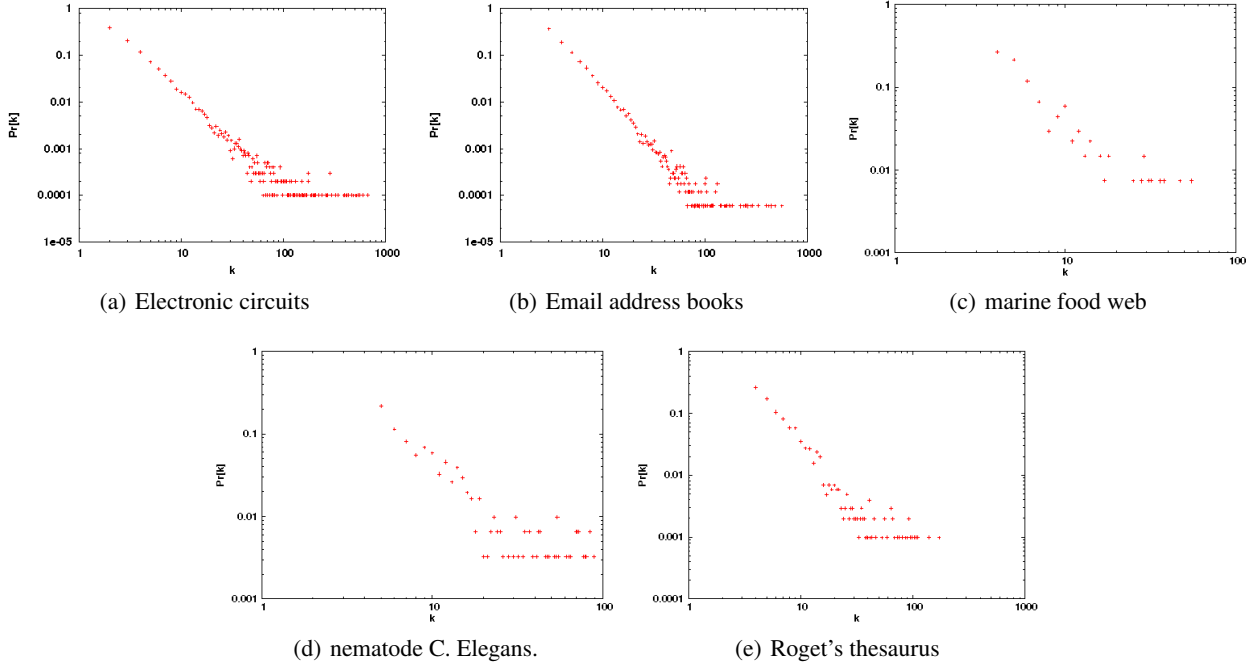 1
0.1
0.01
0.001
0.0001
1e-05
Pr[k]
1 10 100 1000
k
(a) Electronic circuits
1
0.1
0.01
0.001
0.0001
1e-05
Pr[k]
1 10 100 1000
k
(b) Email address books
1
0.1
0.01
0.001
Pr[k]
1 10 100
k
(c) marine food web
1
0.1
0.01
0.001
Pr[k]
1 10 100
k
(d) nematode C. Elegans.
1
0.1
0.01
0.001
0.0001
Pr[k]
1 10 100 1000
k
(e) Roget's thesaurus